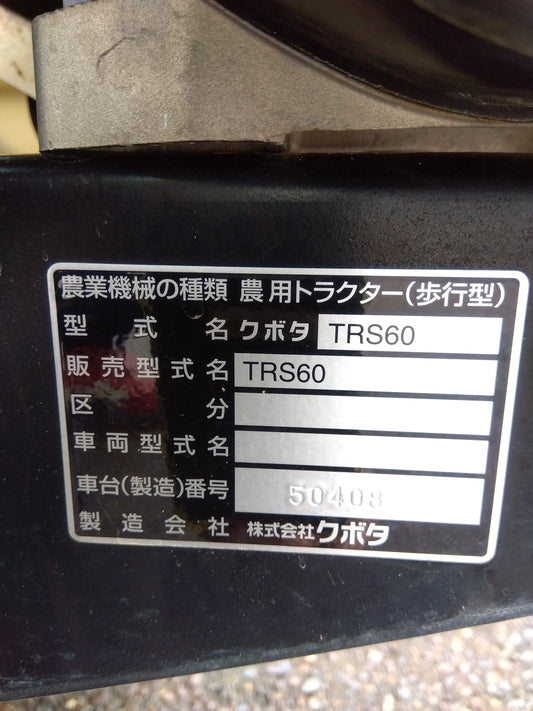 農業機械の種類 農用トラクター(歩行型)
型式名 クボタ TRS60
販売型式名 TRS60
区分
車両型式名
車台(製造)番号 50408
製造会社 株式会社クボタ